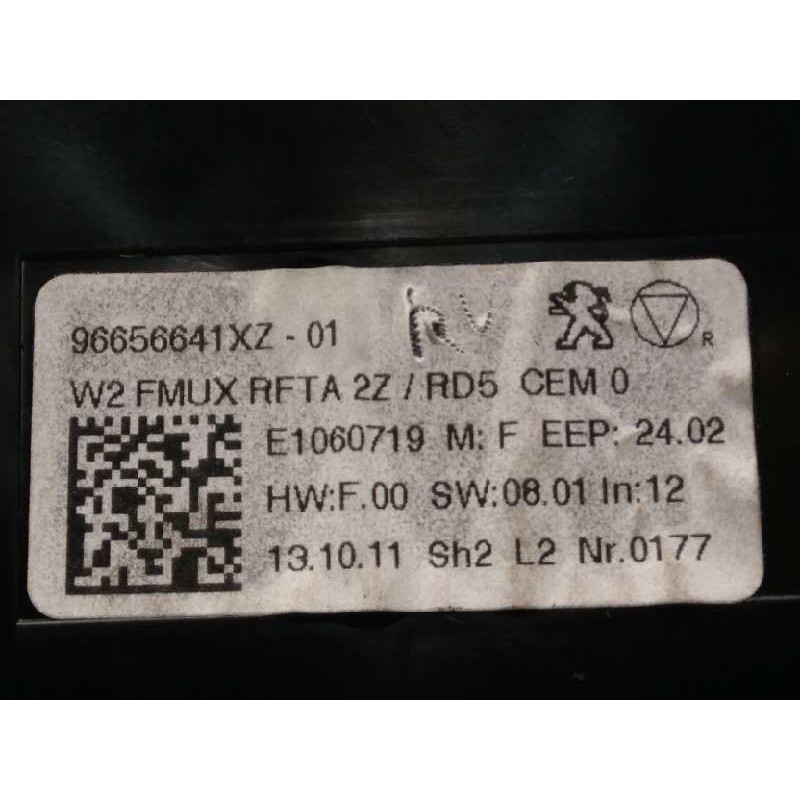 96656641XZ - 01
W2 FMUX RFTA 2Z / RD5 CEM 0
E1060719 M: F EEP: 24.02
HW:F.00 SW:08.01 In:12
13.10.11 Sh2 L2 Nr.0177
R